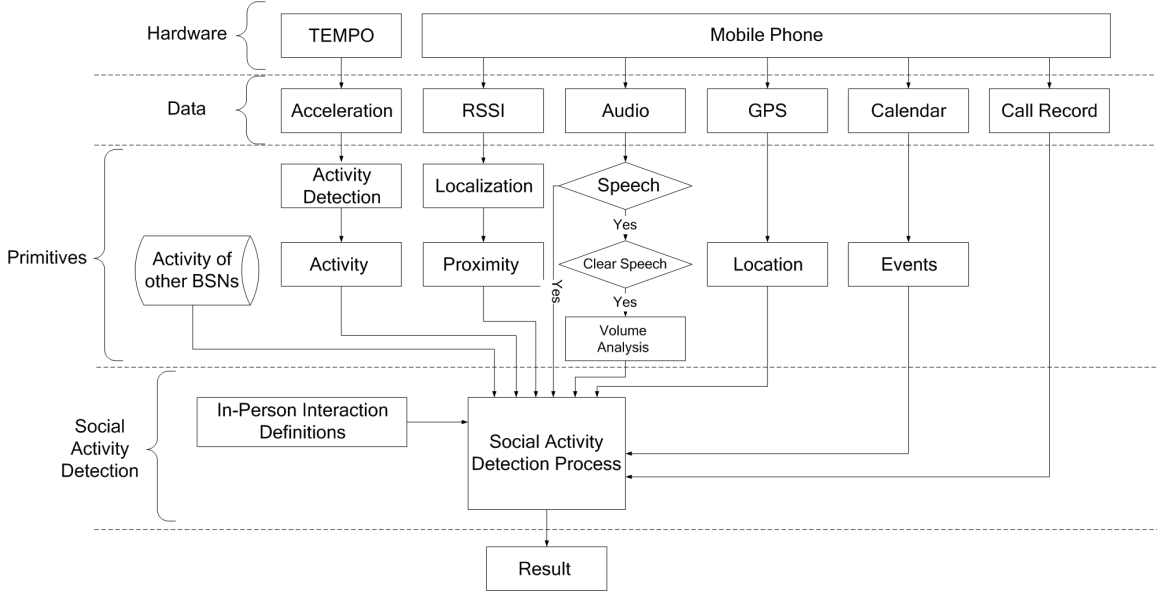 Hardware
TEMPO
Mobile Phone
Data
Acceleration
RSSI
Audio
GPS
Calendar
Call Record
Primitives
Activity
Detection
Localization
Speech
Yes
Activity of
other BSNs
Activity
Proximity
Yes
Clear Speech
Location
Events
Yes
Volume
Analysis
Social
Activity
Detection
In-Person Interaction
Definitions
Social Activity
Detection Process
Result